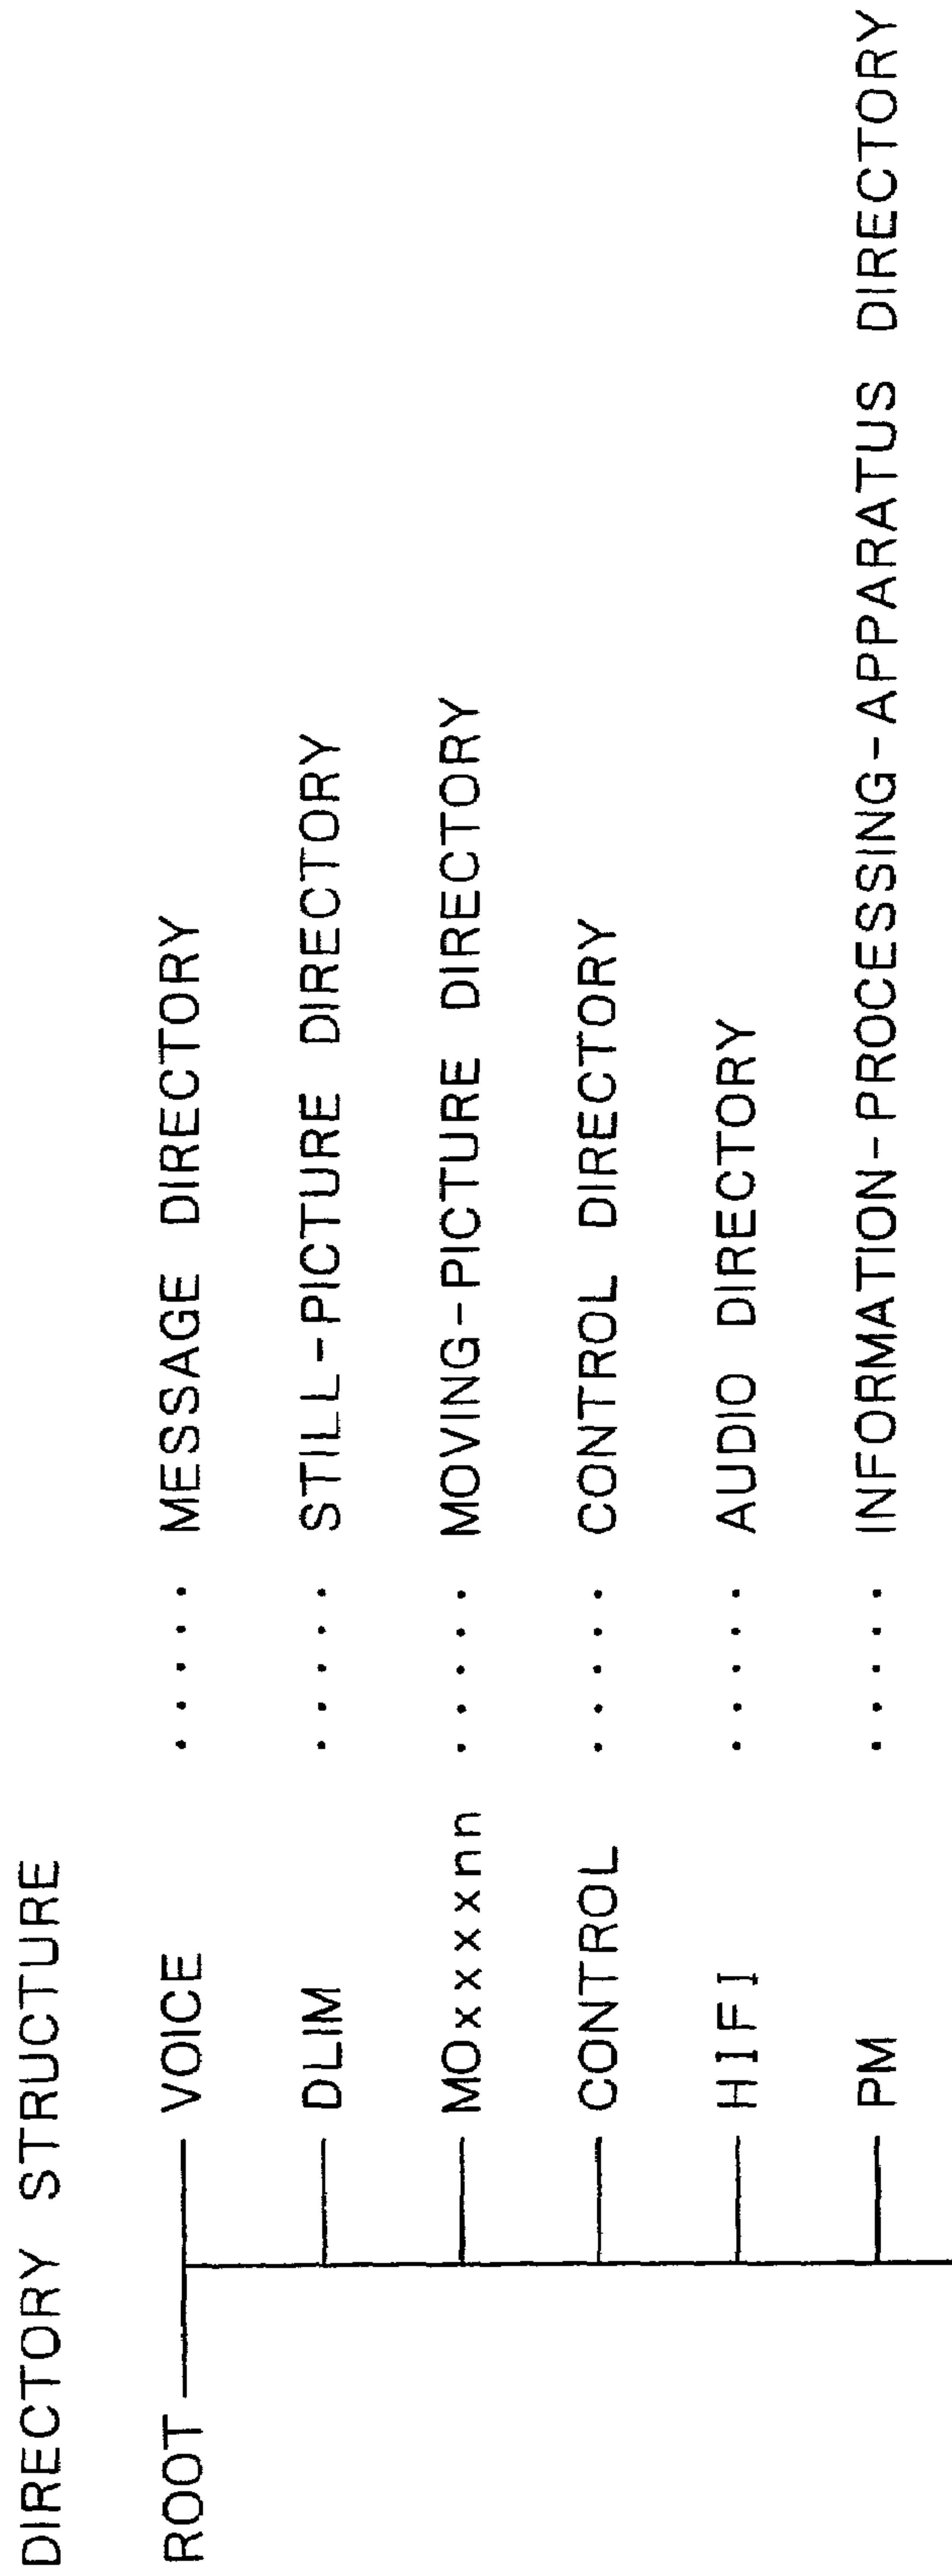 DIRECTORY STRUCTURE
ROOT VOICE ..... MESSAGE DIRECTORY
DLIM ..... STILL-PICTURE DIRECTORY
MOxxxxnn ..... MOVING-PICTURE DIRECTORY
CONTROL ..... CONTROL DIRECTORY
HIFI ..... AUDIO DIRECTORY
PM ..... INFORMATION-PROCESSING-APPARATUS DIRECTORY